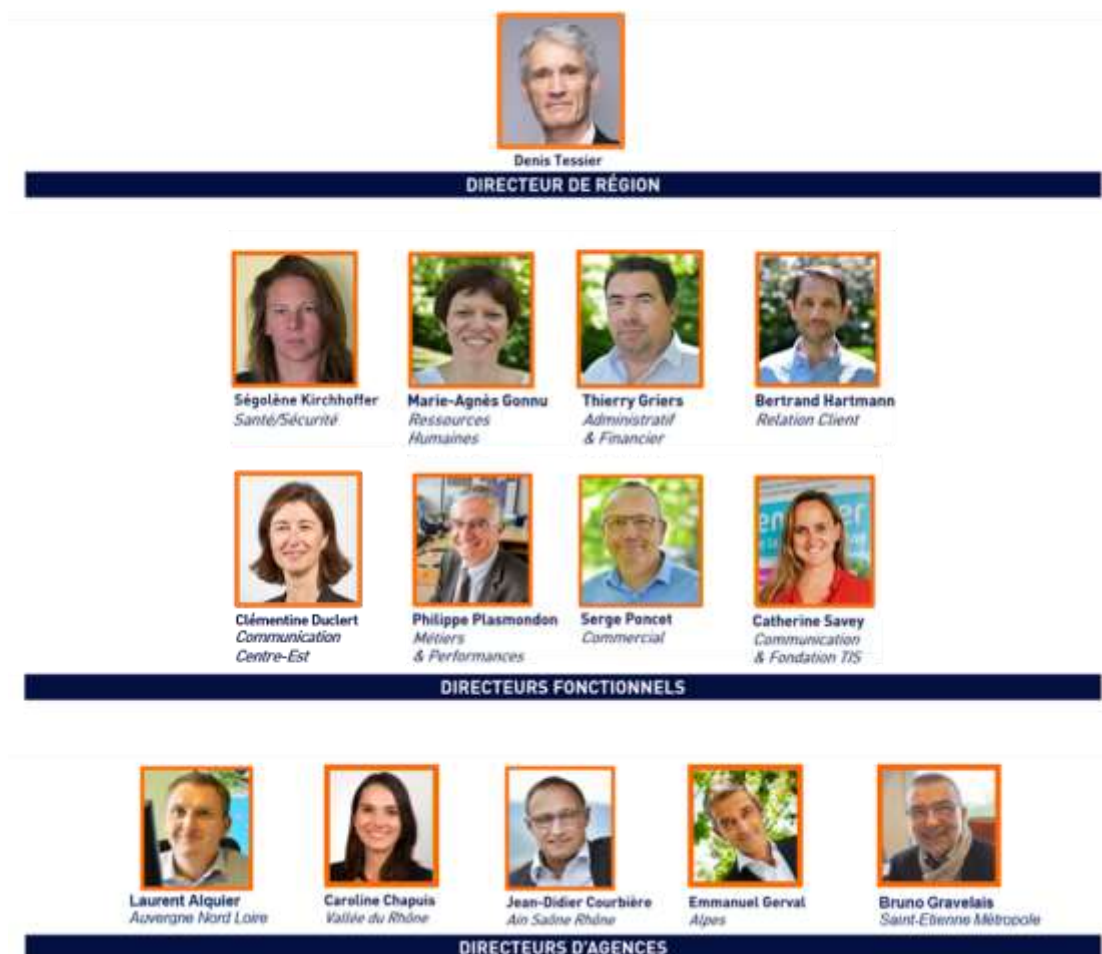 Denis Tessier
DIRECTEUR DE RÉGION
Ségolène Kirchhoffer
Santé/Sécurité
Marie-Agnès Gonnu
Ressources
Humaines
Thierry Griers
Administratif
& Financier
Bertrand Hartmann
Relation Client
Clémentine Duclert
Communication
Centre-Est
Philippe Plasmondon
Métiers
& Performances
Serge Poncet
Commercial
Catherine Savey
Communication
& Fondation TIS
DIRECTEURS FONCTIONNELS
Laurent Alquier
Auvergne Nord Loire
Caroline Chapuis
Vallée du Rhône
Jean-Didier Courbière
Ain Saône Rhône
Emmanuel Gerval
Alpes
Bruno Gravelais
Saint-Etienne Métropole
DIRECTEURS D'AGENCES